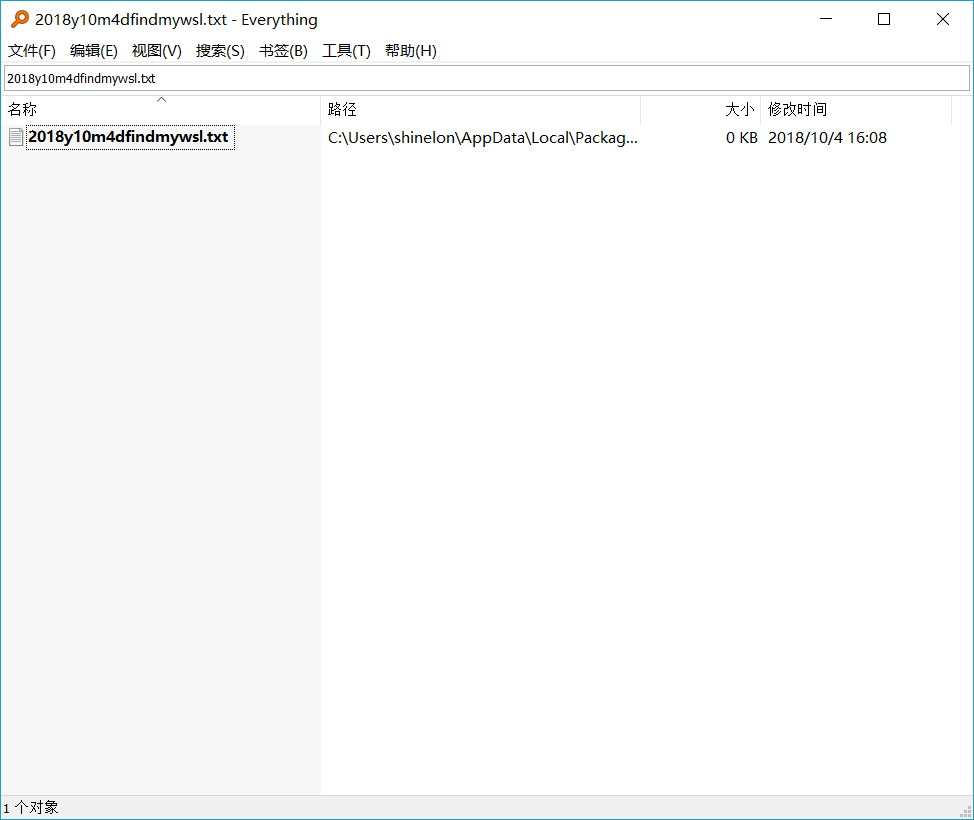 2018y10m4dfindmywsl.txt - Everything
文件(F) 编辑(E) 视图(V) 搜索(S) 书签(B) 工具(T) 帮助(H)
2018y10m4dfindmywsl.txt
名称 路径 大小 修改时间
2018y10m4dfindmywsl.txt C:\Users\shinelon\AppData\Local\Packag... 0 KB 2018/10/4 16:08
1 个对象